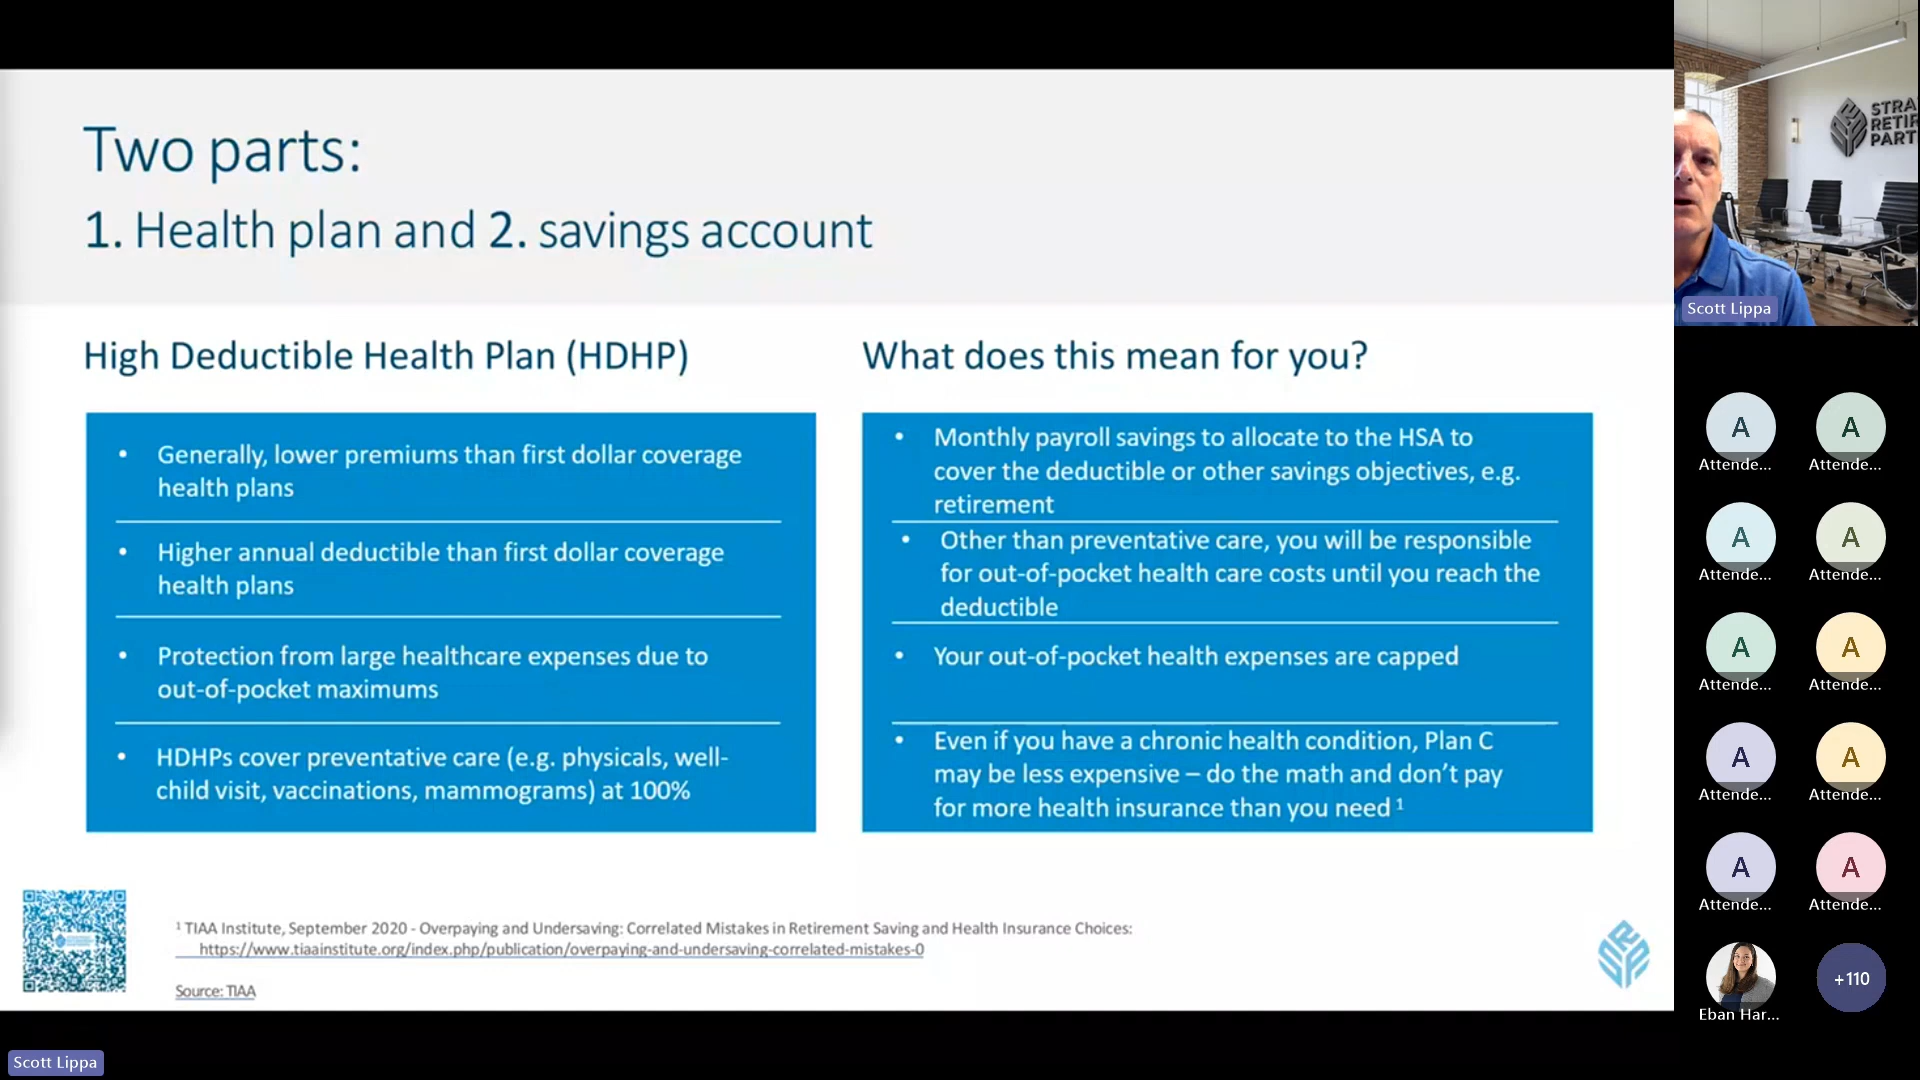 Two parts:
1. Health plan and 2. savings account
High Deductible Health Plan (HDHP)
• Generally, lower premiums than first dollar coverage
health plans
• Higher annual deductible than first dollar coverage
health plans
• Protection from large healthcare expenses due to
out-of-pocket maximums
• HDHPs cover preventative care (e.g. physicals, well-
child visit, vaccinations, mammograms) at 100%
What does this mean for you?
• Monthly payroll savings to allocate to the HSA to
cover the deductible or other savings objectives, e.g.
retirement
• Other than preventative care, you will be responsible
for out-of-pocket health care costs until you reach the
deductible
• Your out-of-pocket health expenses are capped
• Even if you have a chronic health condition, Plan C
may be less expensive – do the math and don't pay
for more health insurance than you need ¹
¹ TIAA Institute, September 2020 - Overpaying and Undersaving: Correlated Mistakes in Retirement Saving and Health Insurance Choices:
https://www.tiaainstitute.org/index.php/publication/overpaying-and-undersaving-correlated-mistakes-0
Source: TIAA
Scott Lippa
STRA
RETIR
PART
Scott Lippa
A
Attende...
A
Attende...
A
Attende...
A
Attende...
A
Attende...
A
Attende...
A
Attende...
A
Attende...
A
Attende...
A
Attende...
Eban Har...
+110